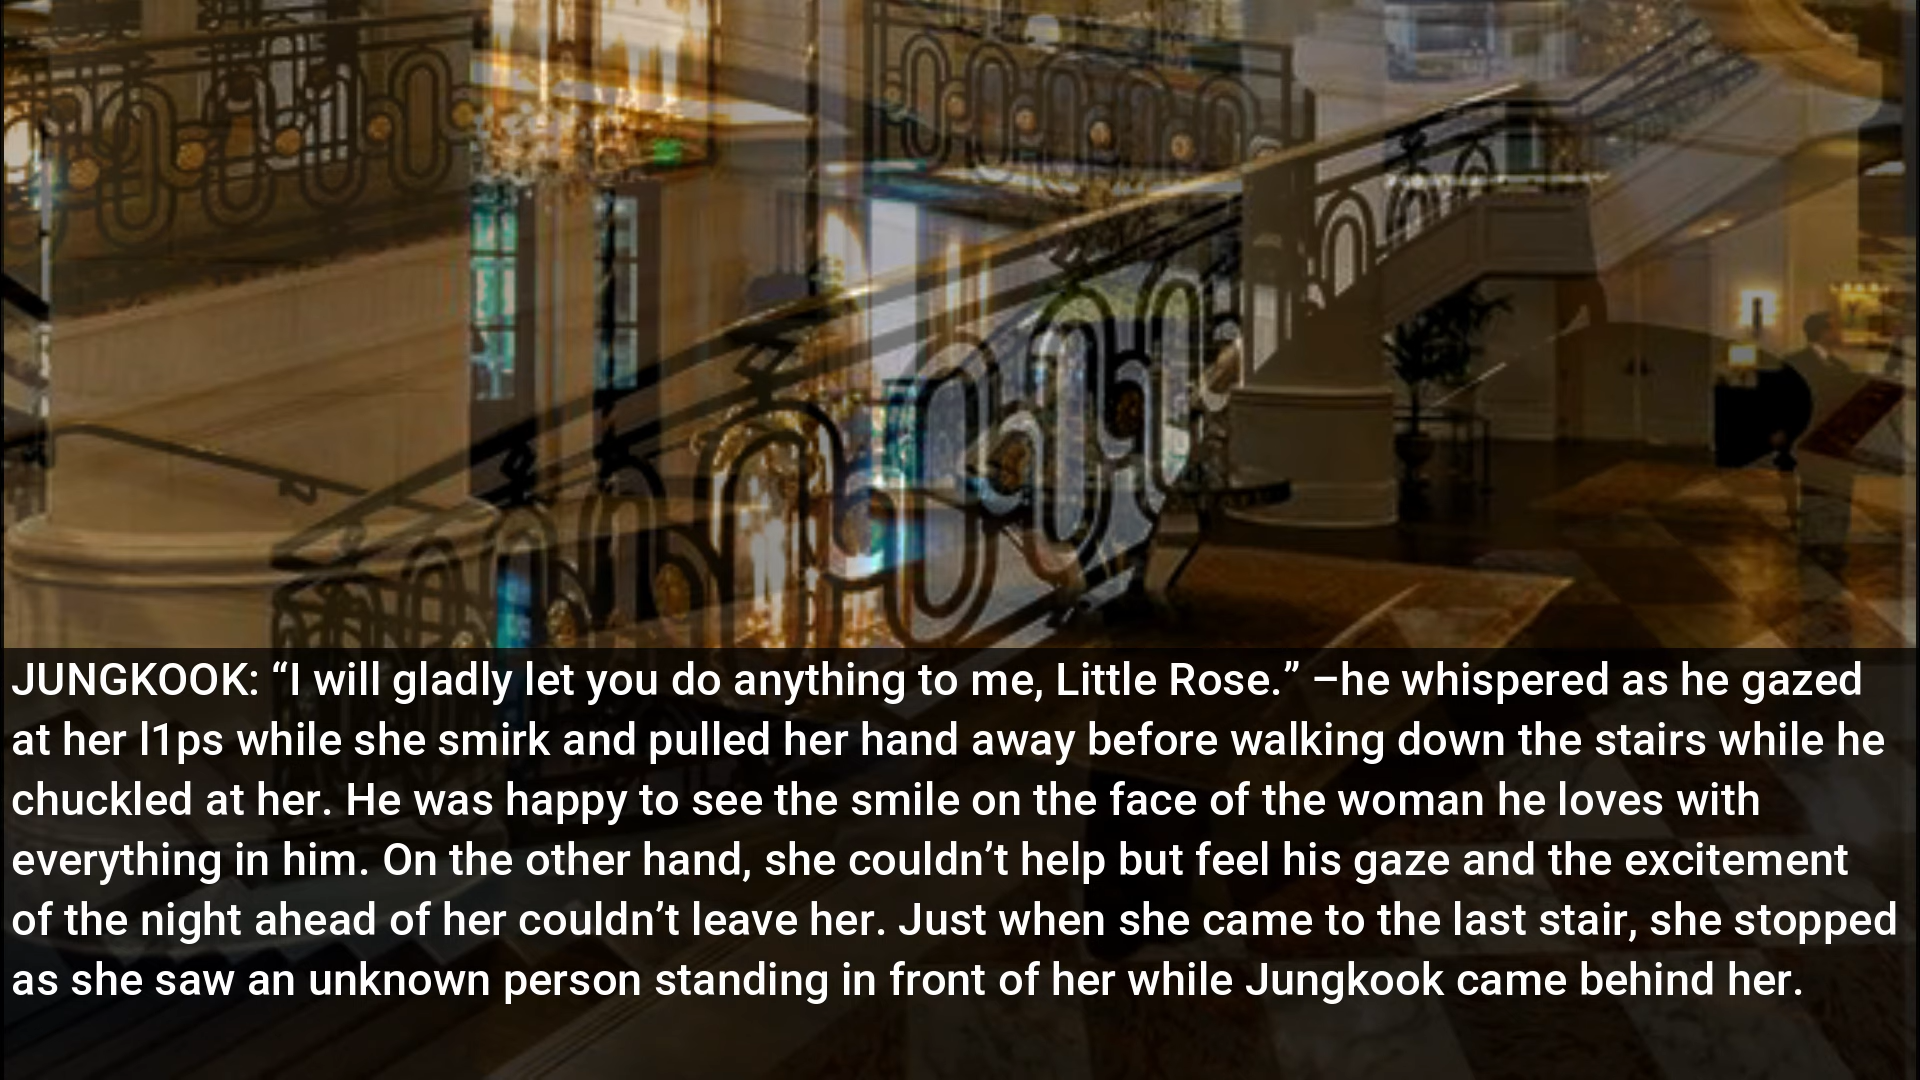 JUNGKOOK: “I will gladly let you do anything to me, Little Rose.” –he whispered as he gazed
at her l1ps while she smirk and pulled her hand away before walking down the stairs while he
chuckled at her. He was happy to see the smile on the face of the woman he loves with
everything in him. On the other hand, she couldn’t help but feel his gaze and the excitement
of the night ahead of her couldn’t leave her. Just when she came to the last stair, she stopped
as she saw an unknown person standing in front of her while Jungkook came behind her.